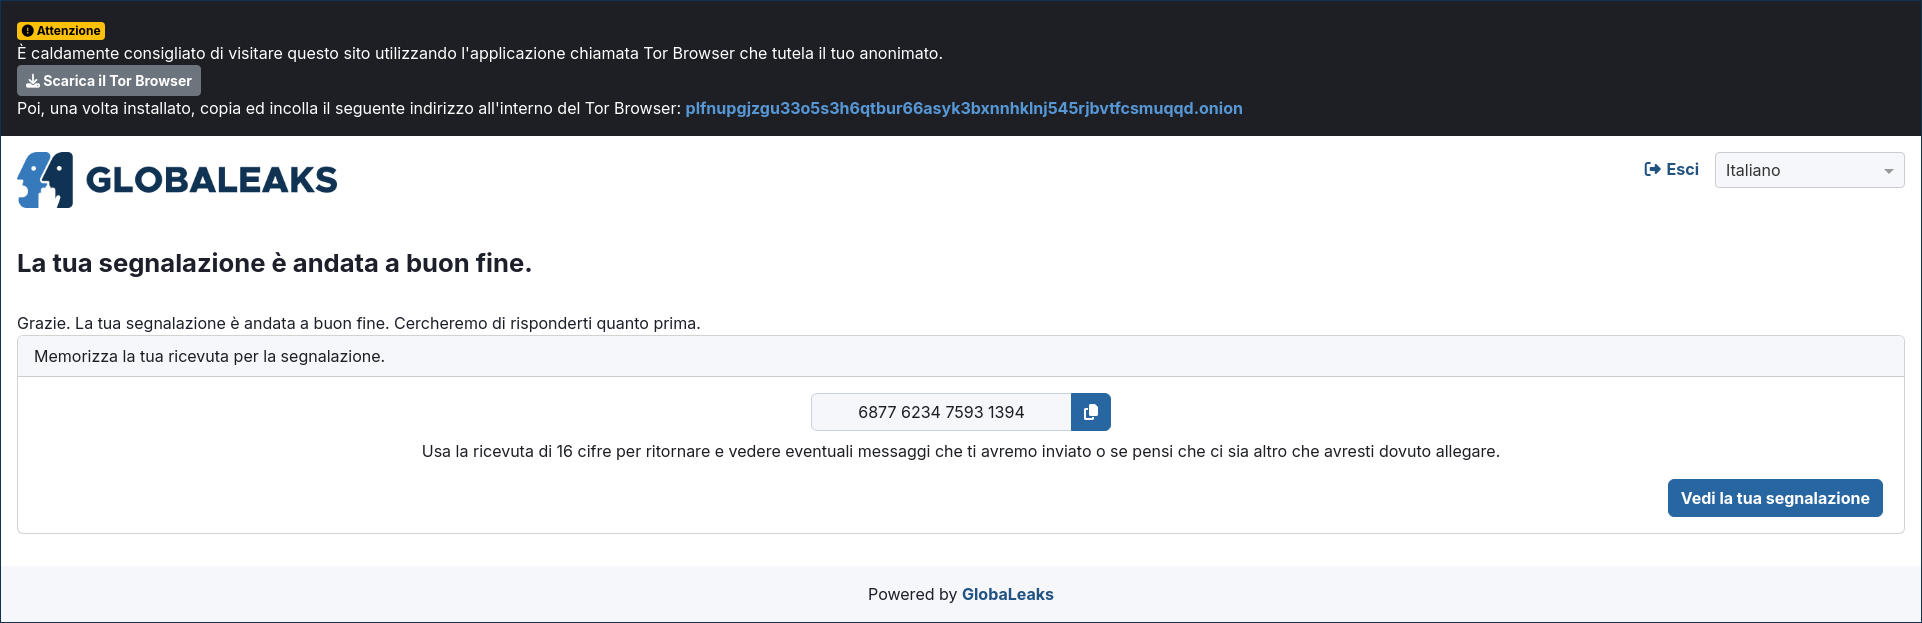 Attenzione
È caldamente consigliato di visitare questo sito utilizzando l'applicazione chiamata Tor Browser che tutela il tuo anonimato.
Scarica il Tor Browser
Poi, una volta installato, copia ed incolla il seguente indirizzo all'interno del Tor Browser: plfnupgjzgu33o5s3h6qtbur66asyk3bxnnhklnj545rjbvtfcsmuqqd.onion
GLOBALEAKS
Esci
Italiano
La tua segnalazione è andata a buon fine.
Grazie. La tua segnalazione è andata a buon fine. Cercheremo di risponderti quanto prima.
Memorizza la tua ricevuta per la segnalazione.
6877 6234 7593 1394
Usa la ricevuta di 16 cifre per ritornare e vedere eventuali messaggi che ti avremo inviato o se pensi che ci sia altro che avresti dovuto allegare.
Vedi la tua segnalazione
Powered by GlobaLeaks